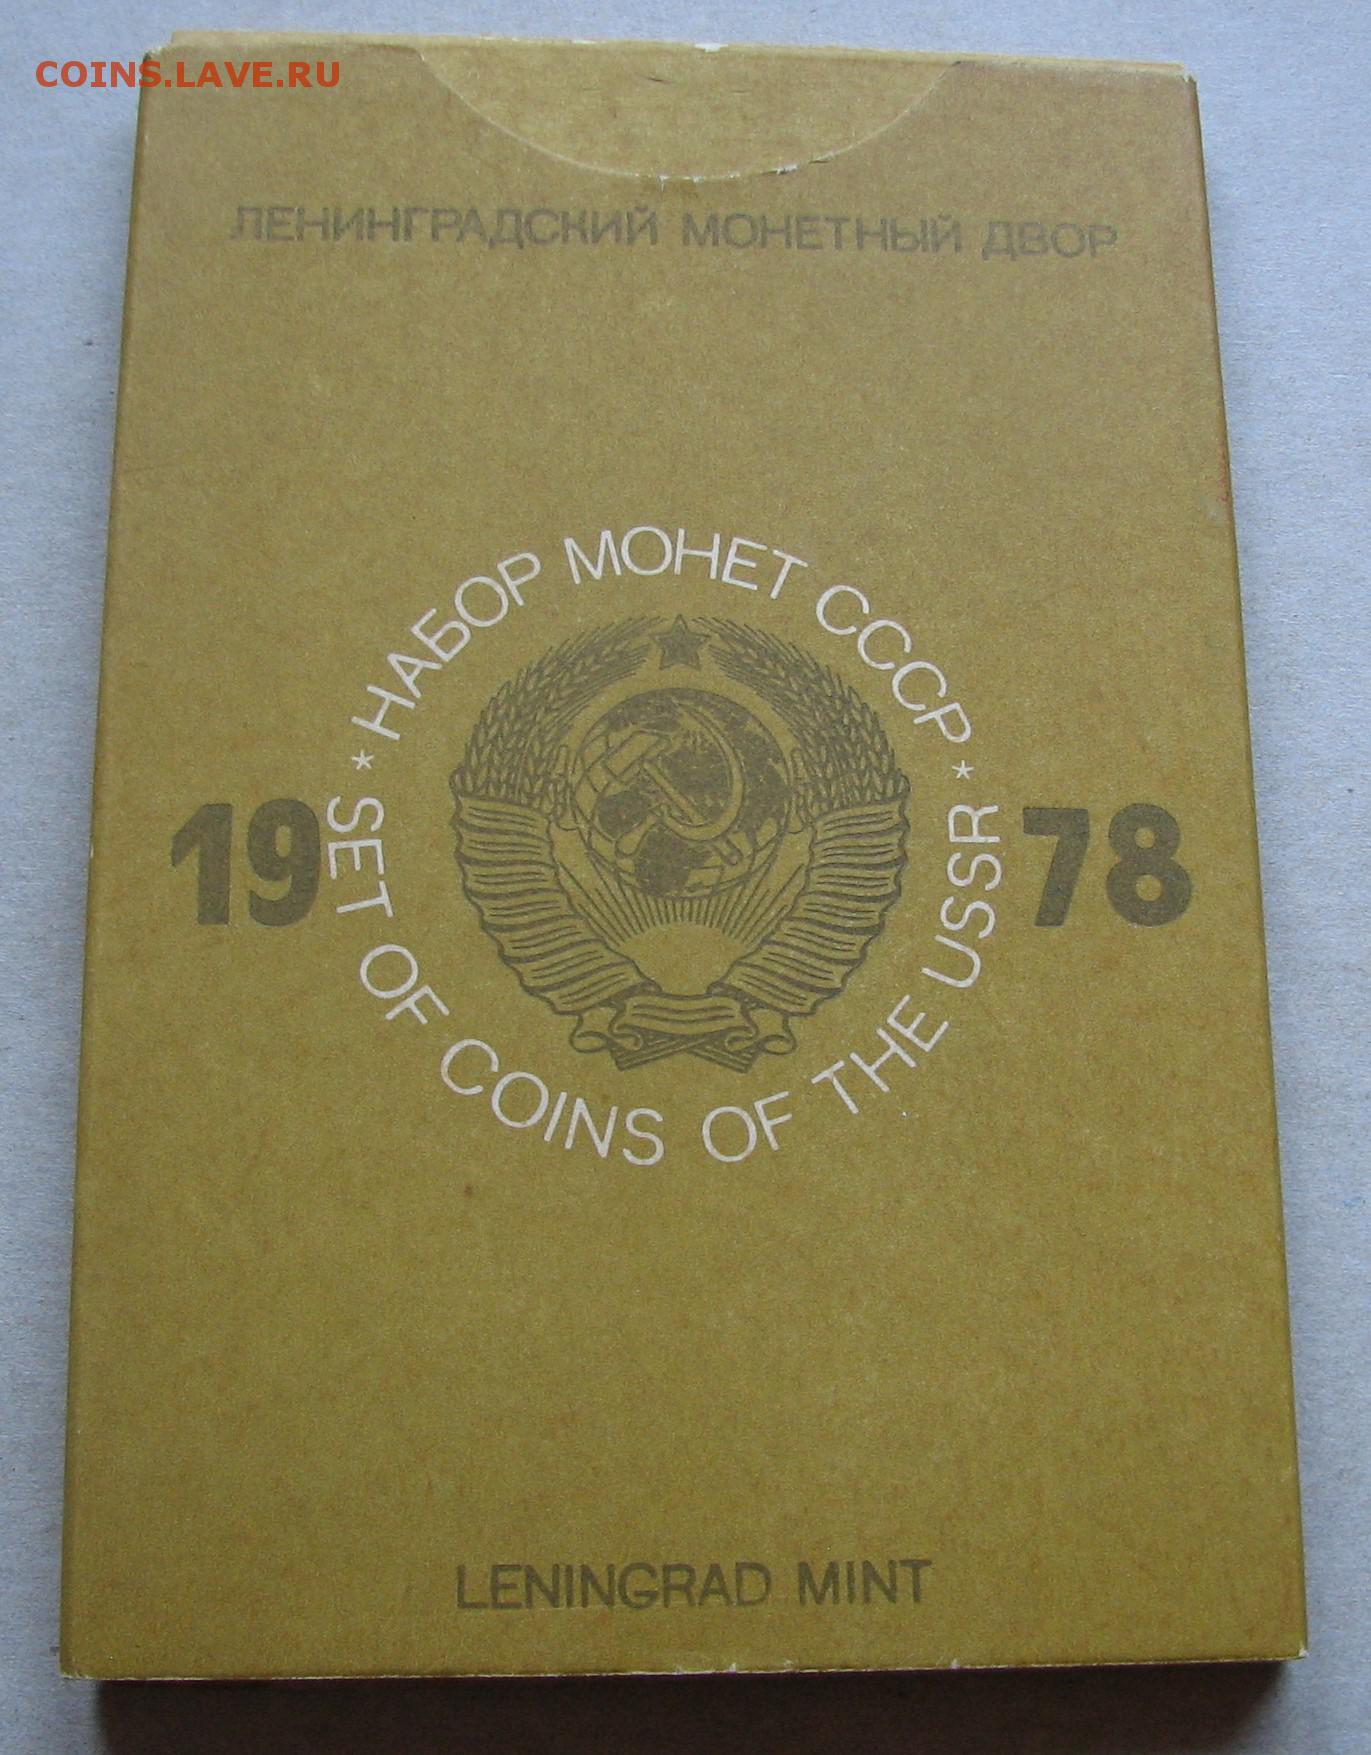 COINS.LAVE.RU
ЛЕНИНГРАДСКИЙ МОНЕТНЫЙ ДВОР
* НАБОР МОНЕТ СССР *
19 78
SET OF COINS OF THE USSR
LENINGRAD MINT